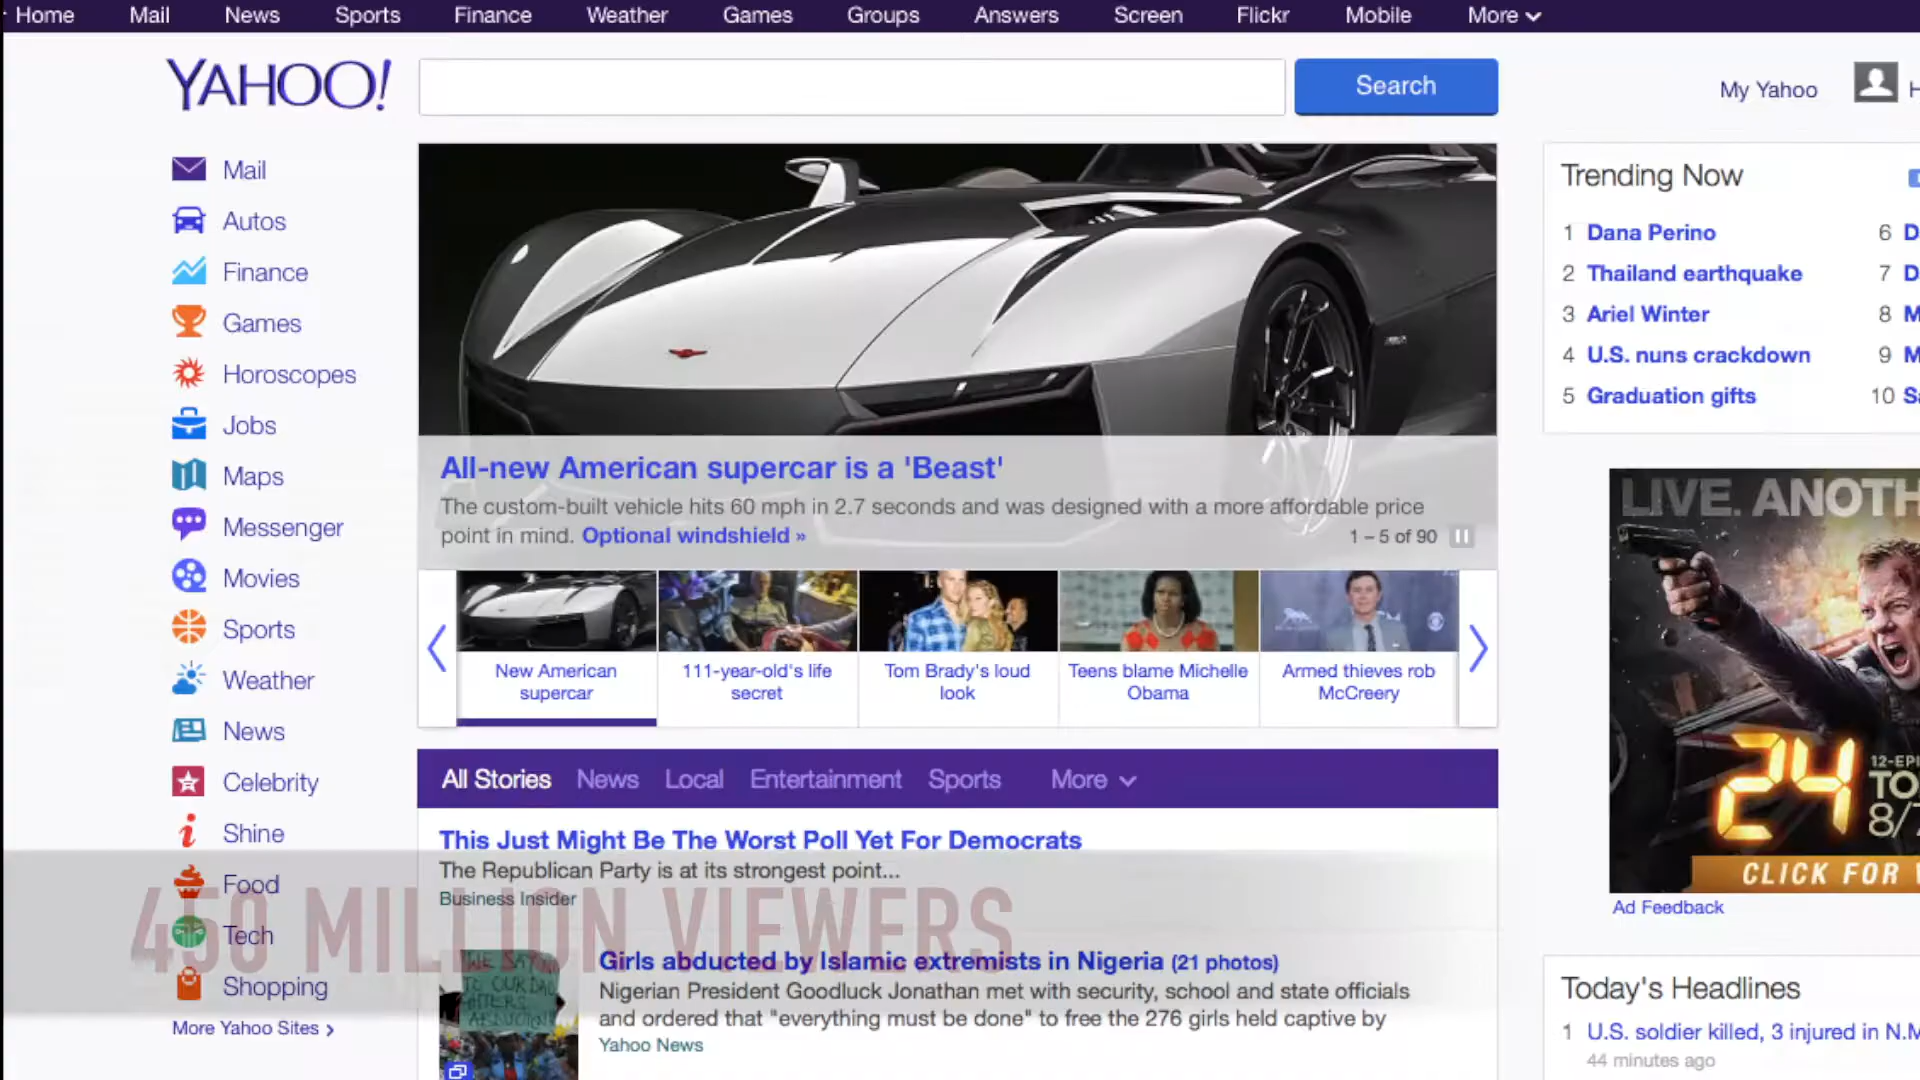 Home Mail News Sports Finance Weather Games Groups Answers Screen Flickr Mobile More
YAHOO!
Search
My Yahoo
Mail
Autos
Finance
Games
Horoscopes
Jobs
Maps
Messenger
Movies
Sports
Weather
News
Celebrity
Shine
Food
Tech
Shopping
More Yahoo Sites
All-new American supercar is a 'Beast'
The custom-built vehicle hits 60 mph in 2.7 seconds and was designed with a more affordable price
point in mind. Optional windshield »
1 – 5 of 90
New American
supercar
111-year-old's life
secret
Tom Brady's loud
look
Teens blame Michelle
Obama
Armed thieves rob
McCreery
All Stories News Local Entertainment Sports More
This Just Might Be The Worst Poll Yet For Democrats
The Republican Party is at its strongest point...
Business Insider
450 MILLION VIEWERS
Girls abducted by Islamic extremists in Nigeria (21 photos)
Nigerian President Goodluck Jonathan met with security, school and state officials
and ordered that "everything must be done" to free the 276 girls held captive by
Yahoo News
Trending Now
1 Dana Perino
2 Thailand earthquake
3 Ariel Winter
4 U.S. nuns crackdown
5 Graduation gifts
6
7
8
9
10
LIVE.
24
CLICK FOR
Ad Feedback
Today's Headlines
1 U.S. soldier killed, 3 injured in
44 minutes ago